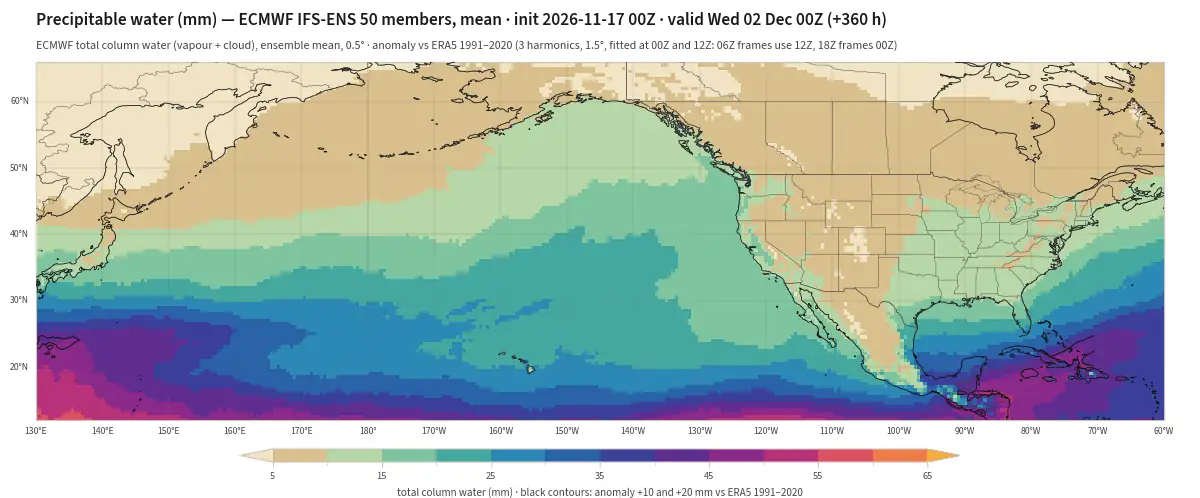 Precipitable water (mm) — ECMWF IFS-ENS 50 members, mean · init 2026-11-17 00Z · valid Wed 02 Dec 00Z (+360 h)
ECMWF total column water (vapour + cloud), ensemble mean, 0.5° · anomaly vs ERA5 1991–2020 (3 harmonics, 1.5°, fitted at 00Z and 12Z: 06Z frames use 12Z, 18Z frames 00Z)
60°N
50°N
40°N
30°N
20°N
130°E 140°E 150°E 160°E 170°E 180° 170°W 160°W 150°W 140°W 130°W 120°W 110°W 100°W 90°W 80°W 70°W 60°W
5 15 25 35 45 55 65
total column water (mm) · black contours: anomaly +10 and +20 mm vs ERA5 1991–2020